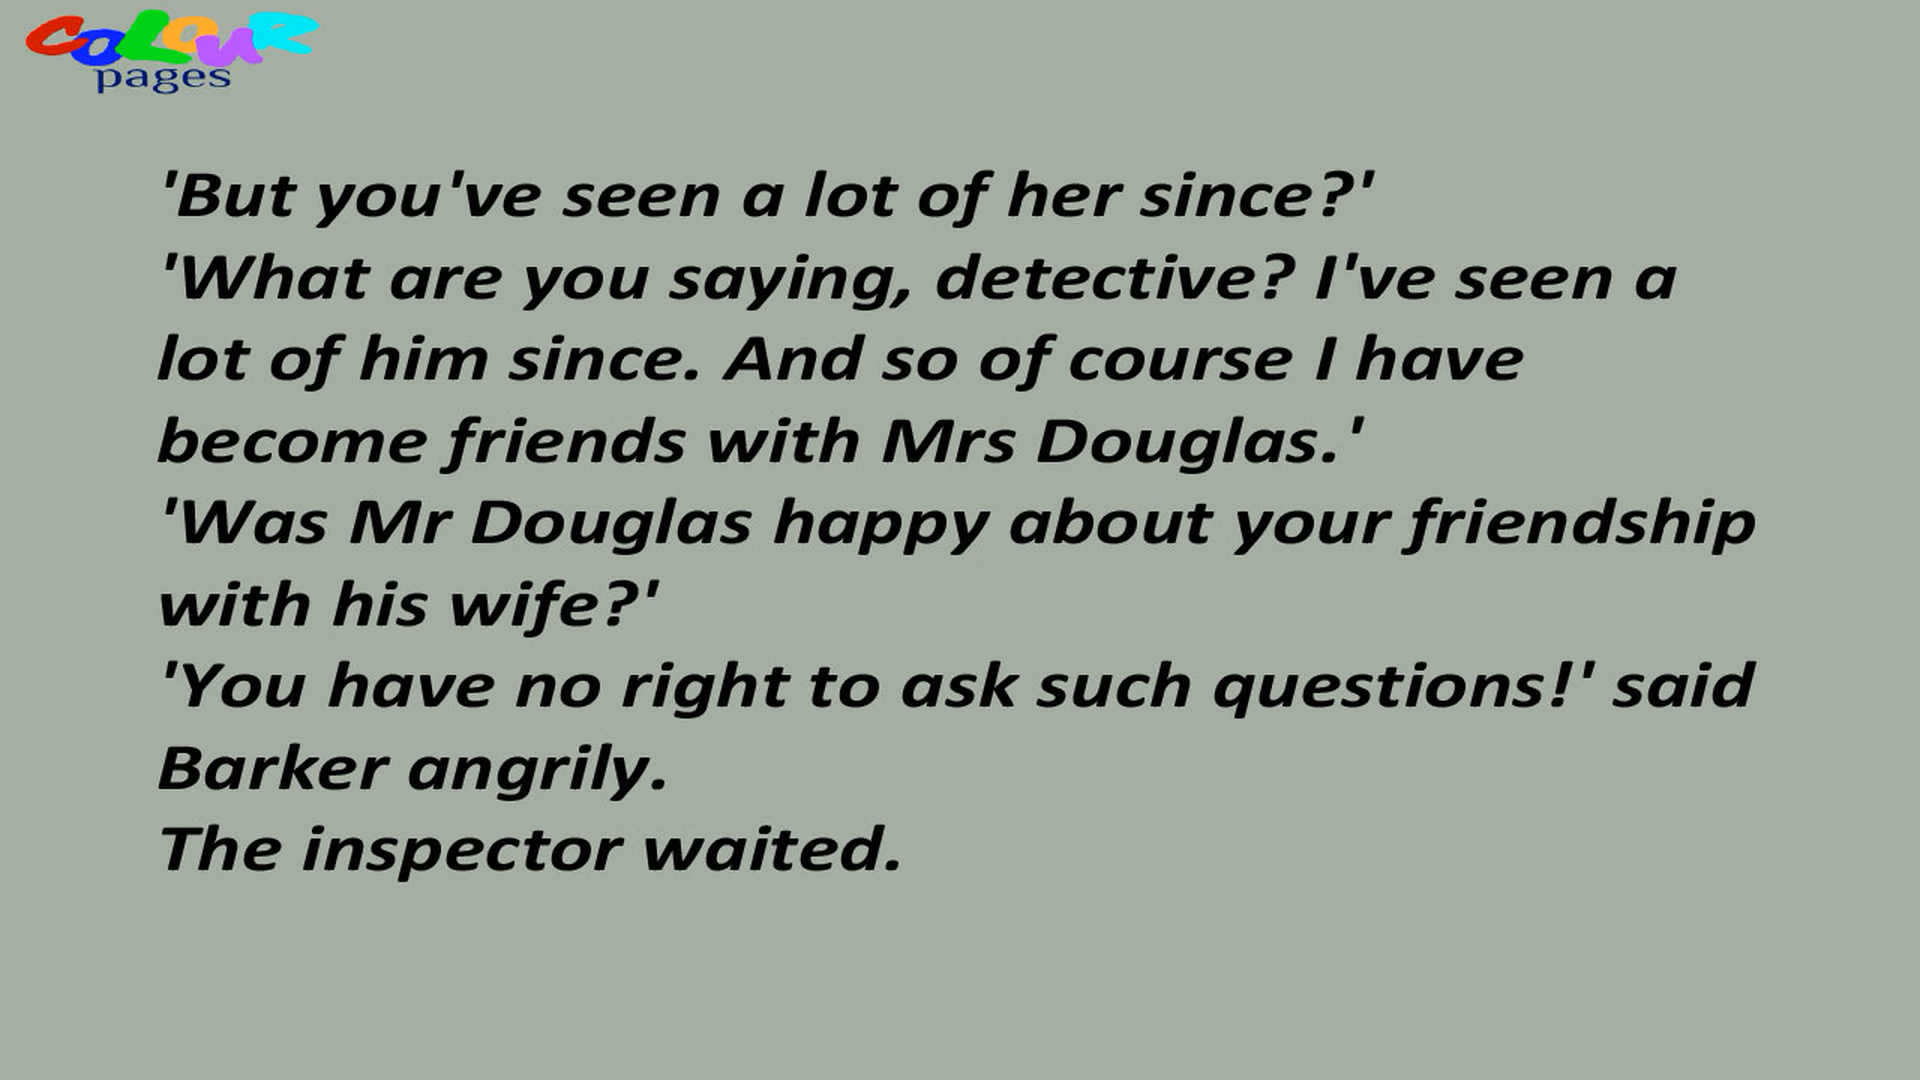 COLOUR
pages
'But you've seen a lot of her since?'
'What are you saying, detective? I've seen a
lot of him since. And so of course I have
become friends with Mrs Douglas.'
'Was Mr Douglas happy about your friendship
with his wife?'
'You have no right to ask such questions!' said
Barker angrily.
The inspector waited.